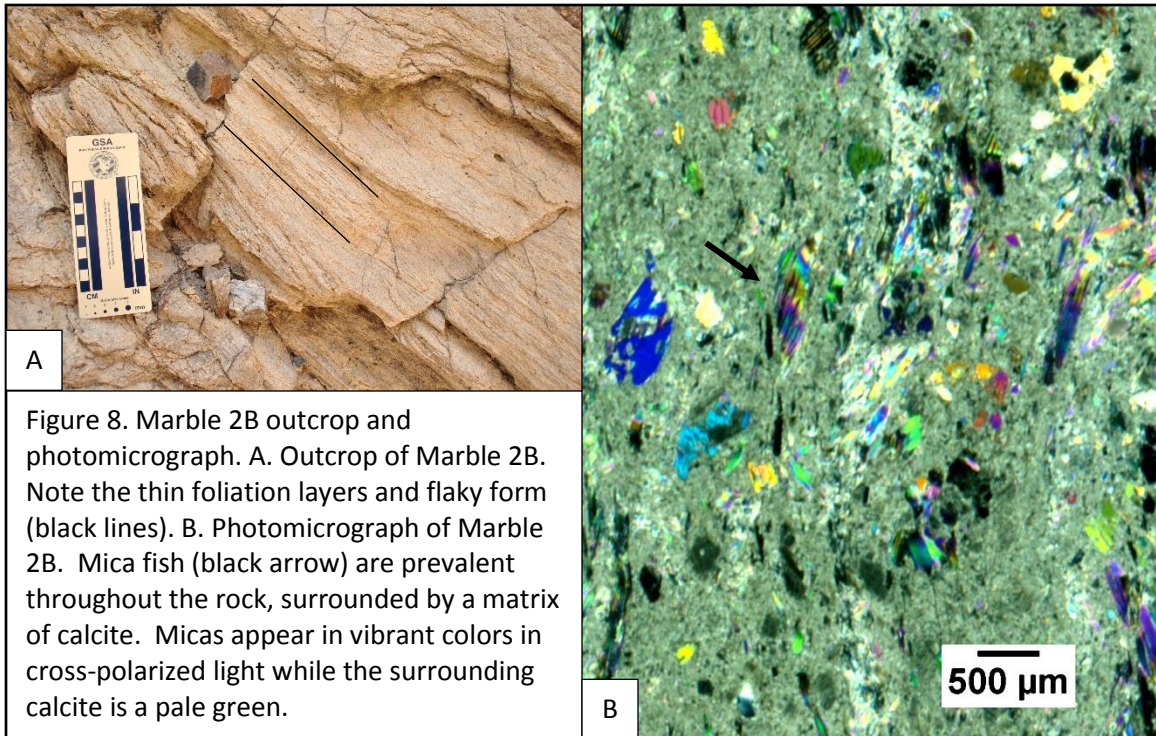 GSA
CM
IN
mm
A
Figure 8. Marble 2B outcrop and
photomicrograph. A. Outcrop of Marble 2B.
Note the thin foliation layers and flaky form
(black lines). B. Photomicrograph of Marble
2B.  Mica fish (black arrow) are prevalent
throughout the rock, surrounded by a matrix
of calcite.  Micas appear in vibrant colors in
cross-polarized light while the surrounding
calcite is a pale green.
500 µm
B